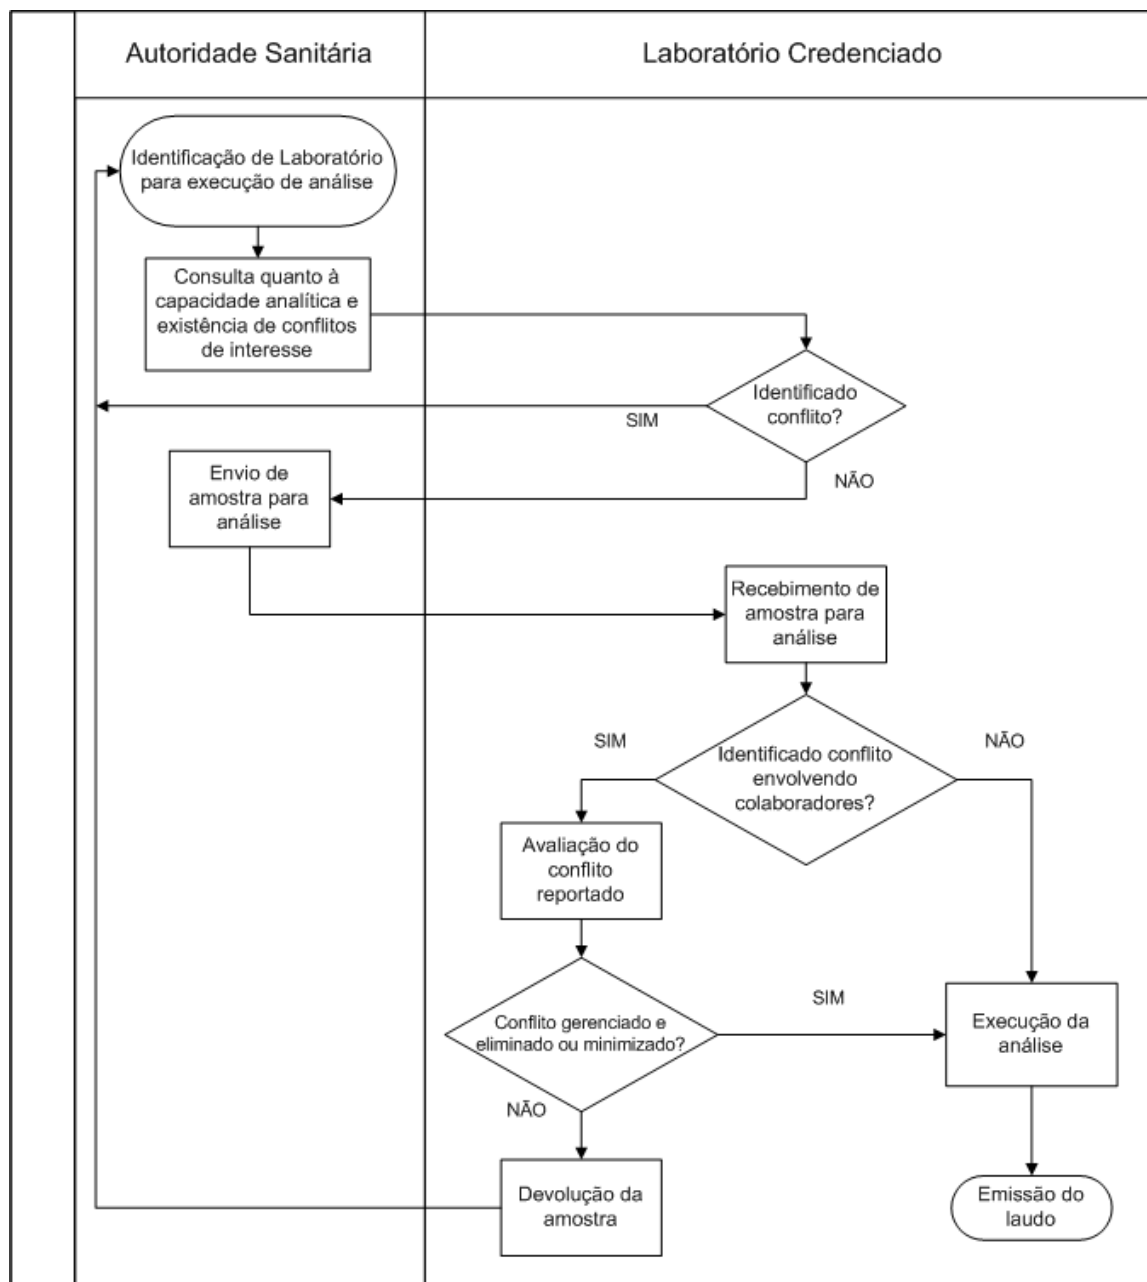 Autoridade Sanitária
Laboratório Credenciado
Identificação de Laboratório
para execução de análise
Consulta quanto à
capacidade analítica e
existência de conflitos
de interesse
Identificado
conflito?
SIM
NÃO
Envio de
amostra para
análise
Recebimento de
amostra para
análise
SIM
NÃO
Identificado conflito
envolvendo
colaboradores?
Avaliação do
conflito
reportado
Conflito gerenciado e
eliminado ou minimizado?
SIM
NÃO
Execução da
análise
Devolução da
amostra
Emissão do
laudo